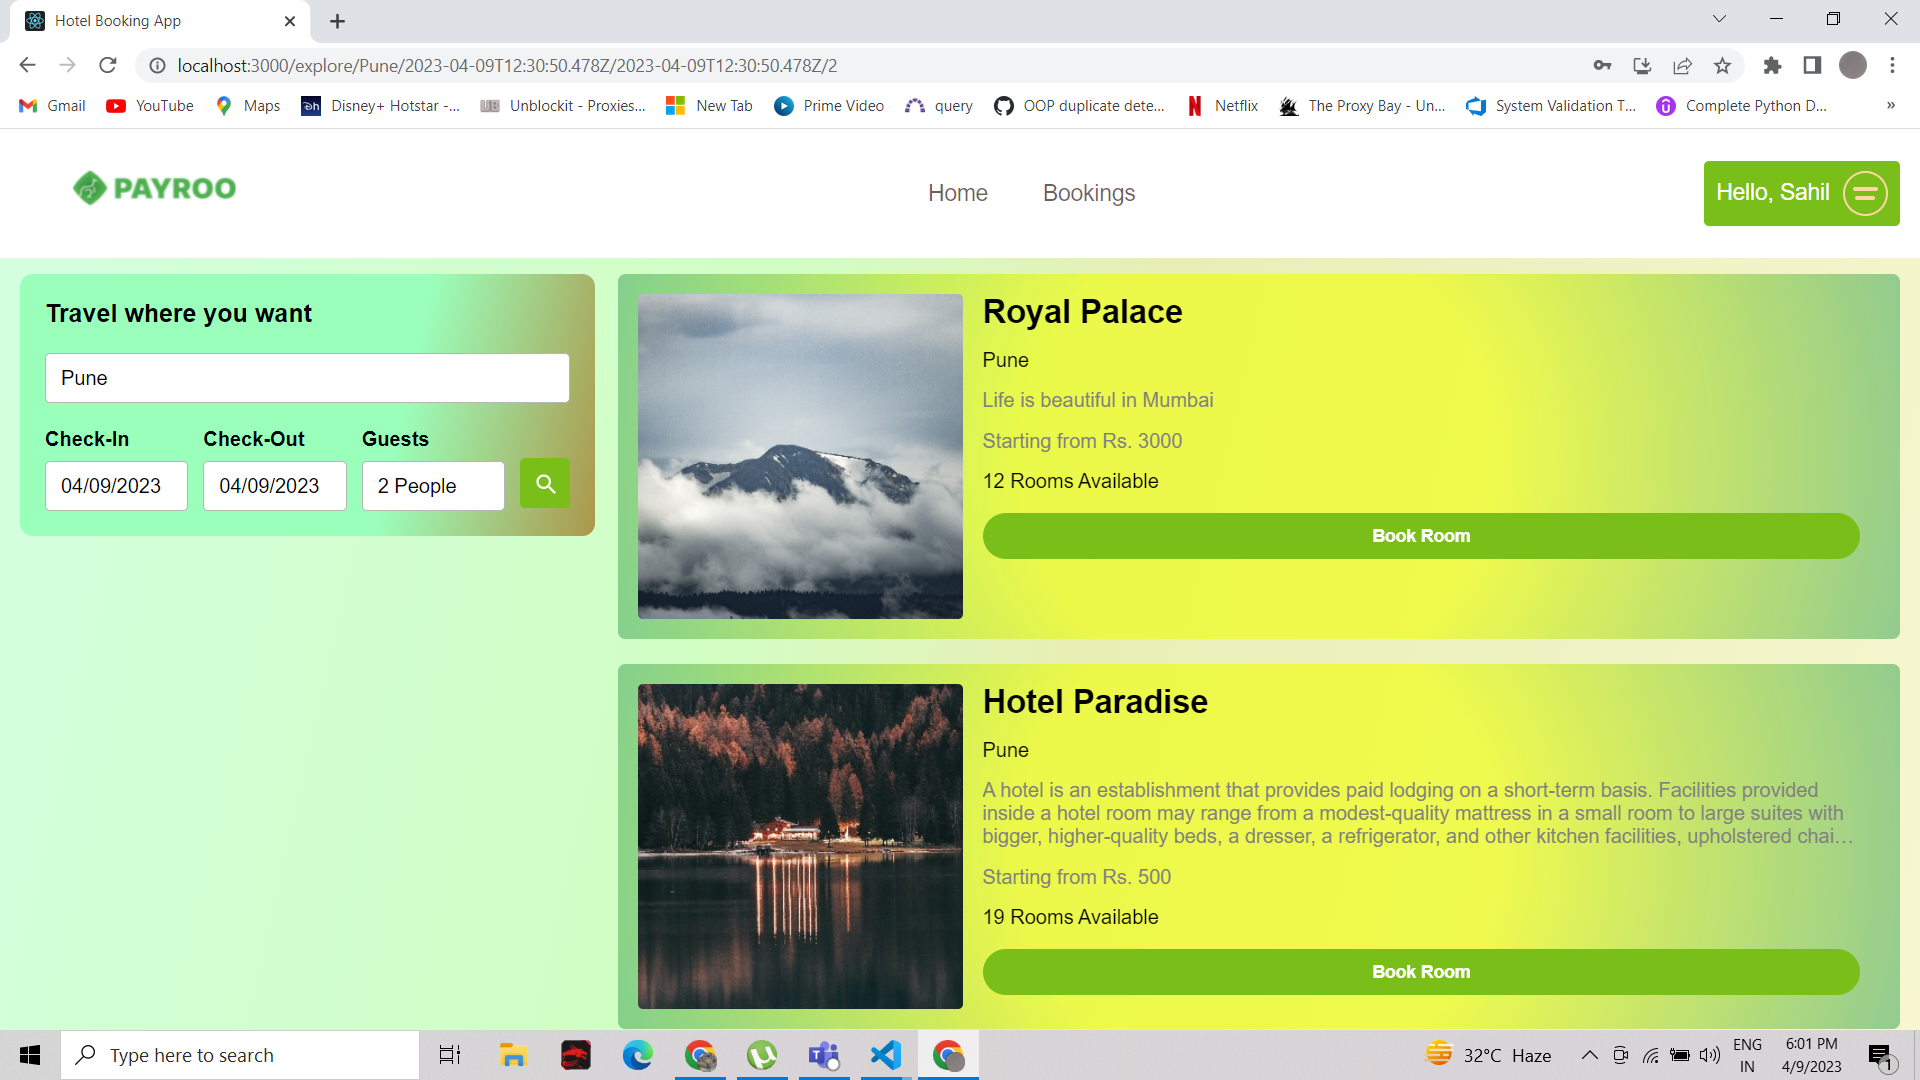 Hotel Booking App
localhost:3000/explore/Pune/2023-04-09T12:30:50.478Z/2023-04-09T12:30:50.478Z/2
Gmail
YouTube
Maps
Disney+ Hotstar -...
Unblockit - Proxies...
New Tab
Prime Video
query
OOP duplicate dete...
Netflix
The Proxy Bay - Un...
System Validation T...
Complete Python D...
»
PAYROO
Home
Bookings
Hello, Sahil
Travel where you want
Pune
Check-In
Check-Out
Guests
04/09/2023
04/09/2023
2 People
Royal Palace
Pune
Life is beautiful in Mumbai
Starting from Rs. 3000
12 Rooms Available
Book Room
Hotel Paradise
Pune
A hotel is an establishment that provides paid lodging on a short-term basis. Facilities provided
inside a hotel room may range from a modest-quality mattress in a small room to large suites with
bigger, higher-quality beds, a dresser, a refrigerator, and other kitchen facilities, upholstered chai...
Starting from Rs. 500
19 Rooms Available
Book Room
Type here to search
32°C Haze
ENG
IN
6:01 PM
4/9/2023
1